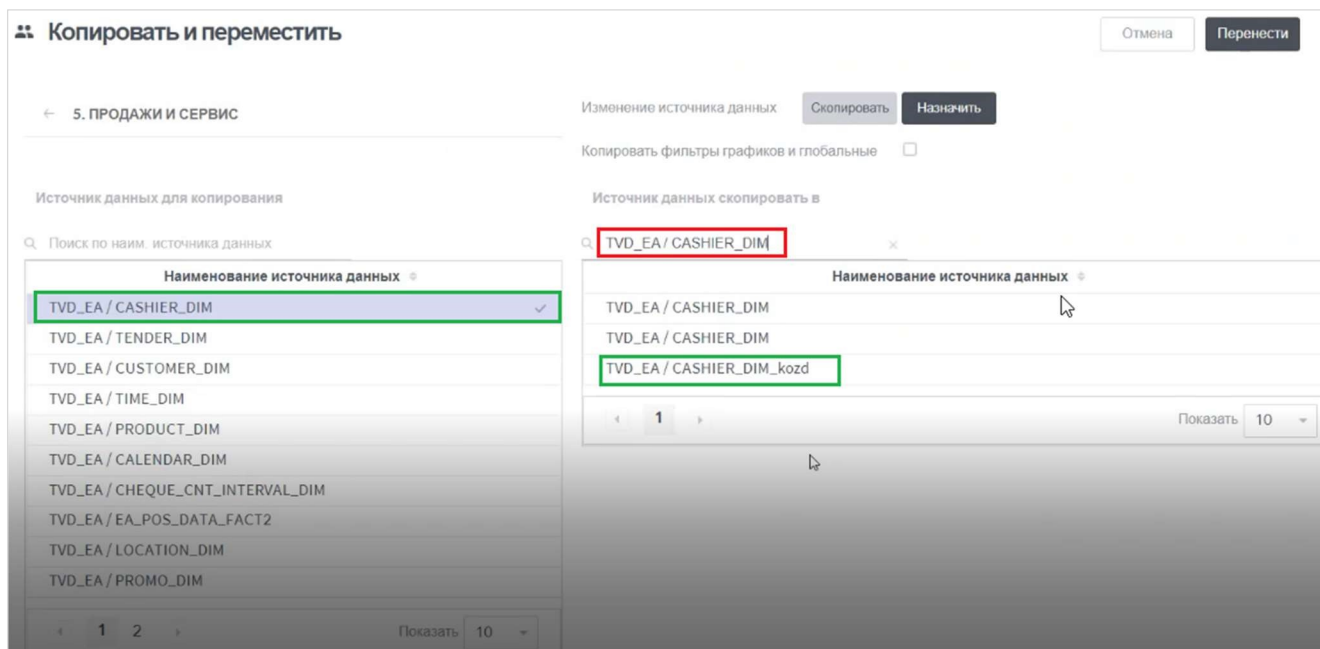 Копировать и переместить
Отмена
Перенести
← 5. ПРОДАЖИ И СЕРВИС
Изменение источника данных
Скопировать
Назначить
Копировать фильтры графиков и глобальные
Источник данных для копирования
Поиск по наим. источника данных
Наименование источника данных
TVD_EA / CASHIER_DIM
TVD_EA / TENDER_DIM
TVD_EA / CUSTOMER_DIM
TVD_EA / TIME_DIM
TVD_EA / PRODUCT_DIM
TVD_EA / CALENDAR_DIM
TVD_EA / CHEQUE_CNT_INTERVAL_DIM
TVD_EA / EA_POS_DATA_FACT2
TVD_EA / LOCATION_DIM
TVD_EA / PROMO_DIM
1 2
Показать 10
Источник данных скопировать в
TVD_EA / CASHIER_DIM
Наименование источника данных
TVD_EA / CASHIER_DIM
TVD_EA / CASHIER_DIM
TVD_EA / CASHIER_DIM_kozd
1
Показать 10